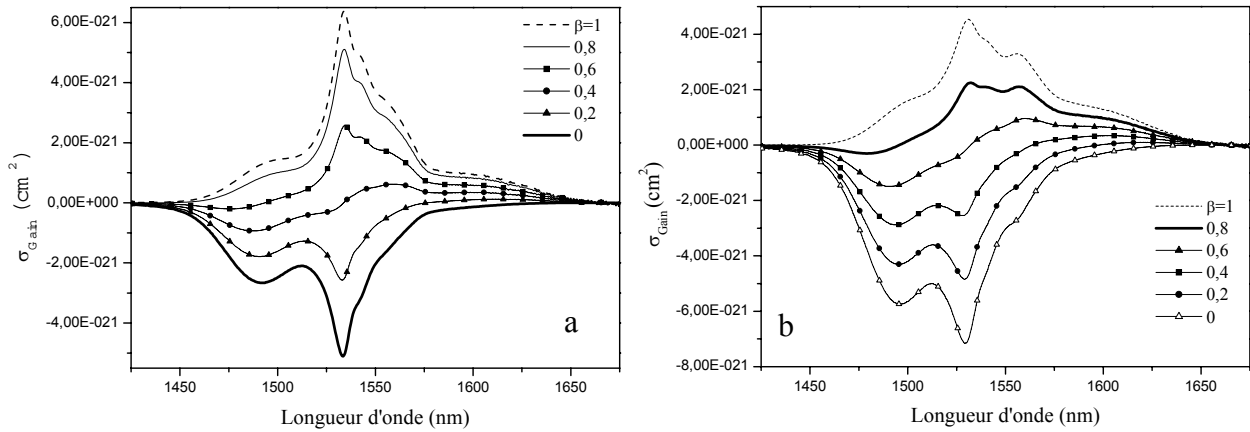 6,00E-021
4,00E-021
2,00E-021
0,00E+000
-2,00E-021
-4,00E-021
σGain (cm²)
β=1
0,8
0,6
0,4
0,2
0
a
1450 1500 1550 1600 1650
Longueur d'onde (nm)
4,00E-021
2,00E-021
0,00E+000
-2,00E-021
-4,00E-021
-6,00E-021
-8,00E-021
σGain (cm²)
β=1
0,8
0,6
0,4
0,2
0
b
1450 1500 1550 1600 1650
Longueur d'onde (nm)